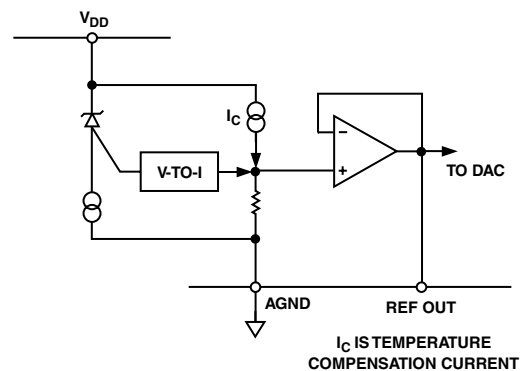 VDD
IC
V-TO-I
−
+
TO DAC
AGND
REF OUT
IC IS TEMPERATURE
COMPENSATION CURRENT